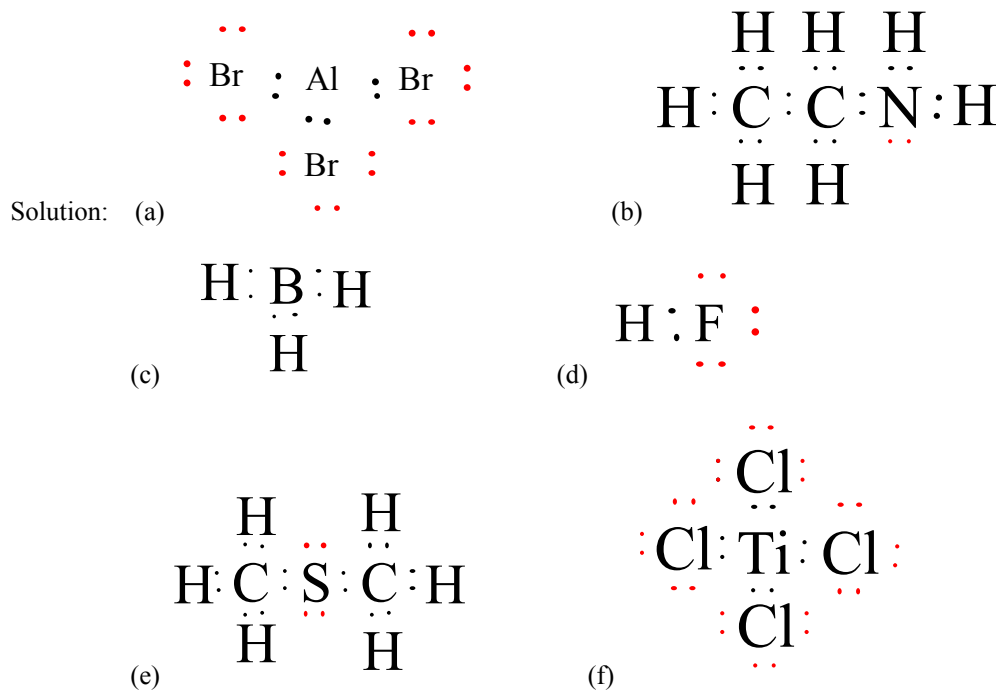 Br Al Br
Br
Solution: (a)
H H H
H C C N H
H H
(b)
H B H
H
(c)
H F
(d)
H H
H C S C H
H H
(e)
Cl
Cl Ti Cl
Cl
(f)